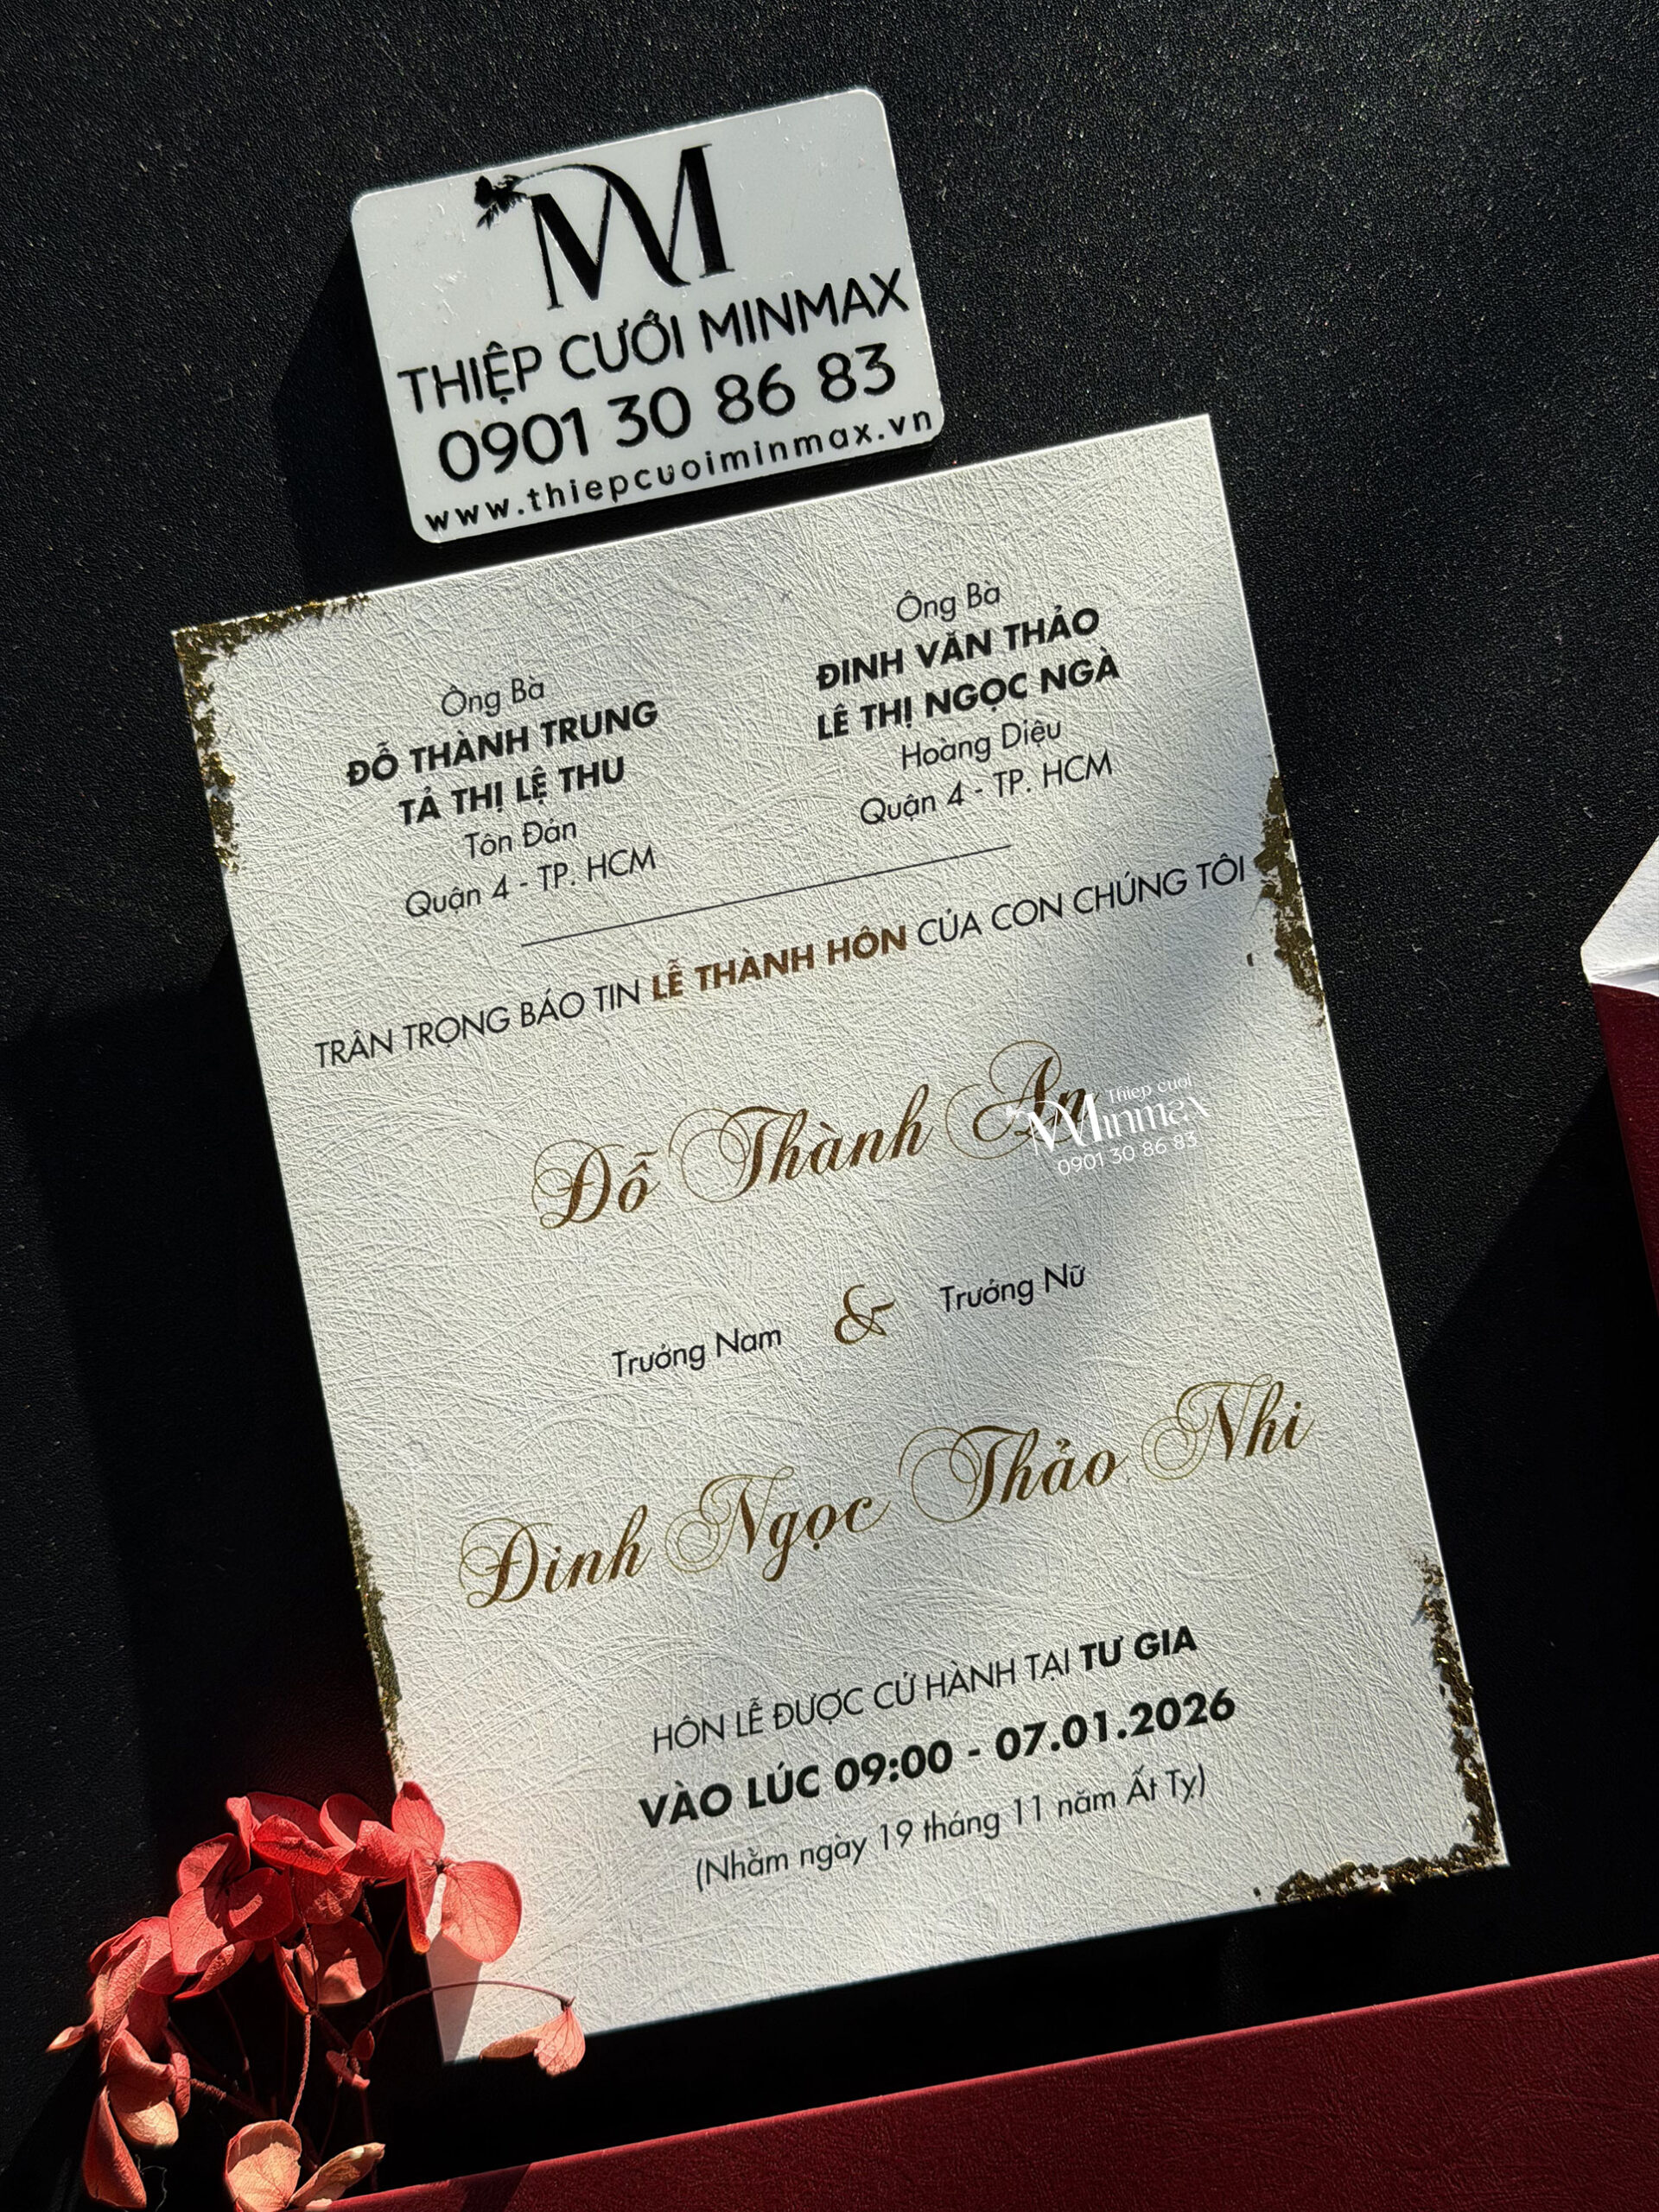 THIỆP CƯỚI MINMAX
0901 30 86 83
www.thiepcuoiminmax.vn
Ông Bà
ĐỖ THÀNH TRUNG
TẢ THỊ LỆ THU
Tôn Đản
Quận 4 - TP. HCM
Ông Bà
ĐINH VĂN THẢO
LÊ THỊ NGỌC NGÀ
Hoàng Diệu
Quận 4 - TP. HCM
TRÂN TRỌNG BÁO TIN LỄ THÀNH HÔN CỦA CON CHÚNG TÔI
Đỗ Thành Ân
Thiep cuoi
Minmax
0901 30 86 83
Trưởng Nam & Trưởng Nữ
Đinh Ngọc Thảo Nhi
HÔN LỄ ĐƯỢC CỬ HÀNH TẠI TƯ GIA
VÀO LÚC 09:00 - 07.01.2026
(Nhằm ngày 19 tháng 11 năm Ất Tỵ)